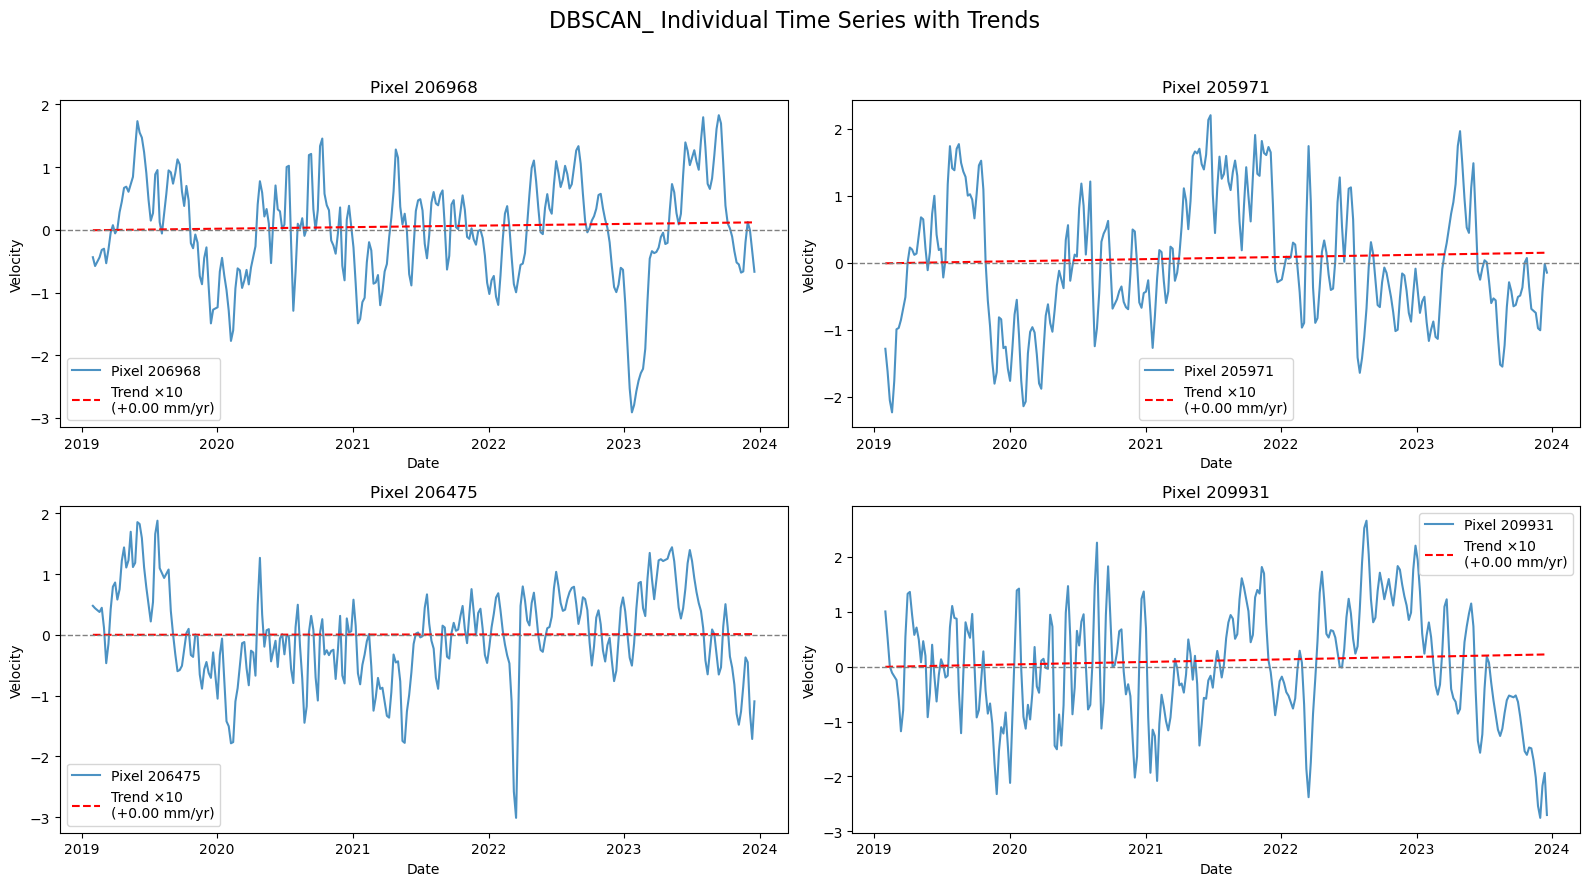 DBSCAN_ Individual Time Series with Trends
Pixel 206968
2
1
0
−1
−2
−3
Velocity
Pixel 206968
Trend ×10
(+0.00 mm/yr)
2019
2020
2021
2022
2023
2024
Date
Pixel 205971
2
1
0
−1
−2
Velocity
Pixel 205971
Trend ×10
(+0.00 mm/yr)
2019
2020
2021
2022
2023
2024
Date
Pixel 206475
2
1
0
−1
−2
−3
Velocity
Pixel 206475
Trend ×10
(+0.00 mm/yr)
2019
2020
2021
2022
2023
2024
Date
Pixel 209931
2
1
0
−1
−2
−3
Velocity
Pixel 209931
Trend ×10
(+0.00 mm/yr)
2019
2020
2021
2022
2023
2024
Date